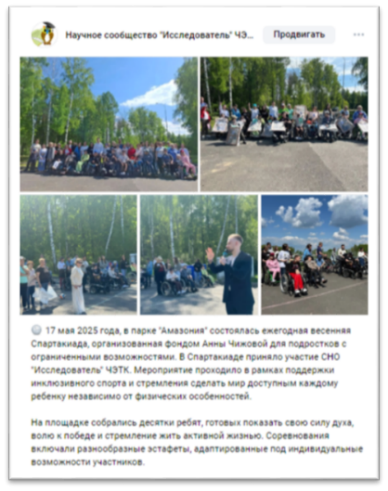 Научное сообщество "Исследователь" ЧЭ...
Продвигать
17 мая 2025 года, в парке "Амазония" состоялась ежегодная весенняя
Спартакиада, организованная фондом Анны Чижовой для подростков с
ограниченными возможностями. В Спартакиаде приняло участие СНО
"Исследователь" ЧЭТК. Мероприятие проходило в рамках поддержки
инклюзивного спорта и стремления сделать мир доступным каждому
ребенку независимо от физических особенностей.
На площадке собрались десятки ребят, готовых показать свою силу духа,
волю к победе и стремление жить активной жизнью. Соревнования
включали разнообразные эстафеты, адаптированные под индивидуальные
возможности участников.